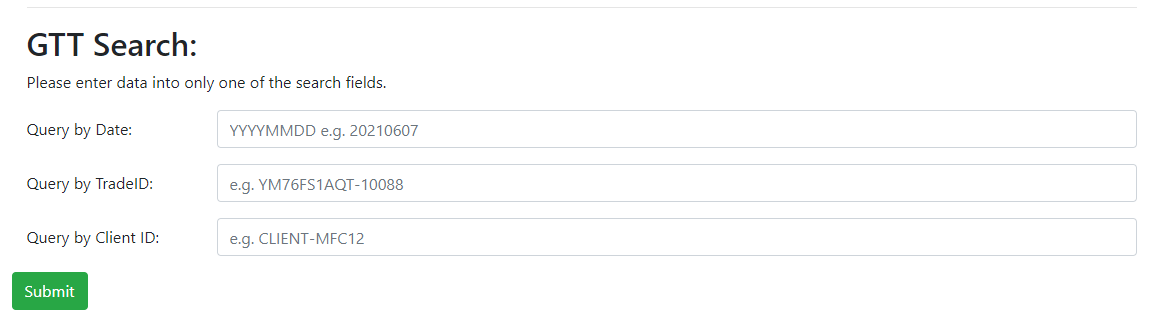 GTT Search:
Please enter data into only one of the search fields.
Query by Date: YYYYMMDD e.g. 20210607
Query by TradeID: e.g. YM76FS1AQT-10088
Query by Client ID: e.g. CLIENT-MFC12
Submit